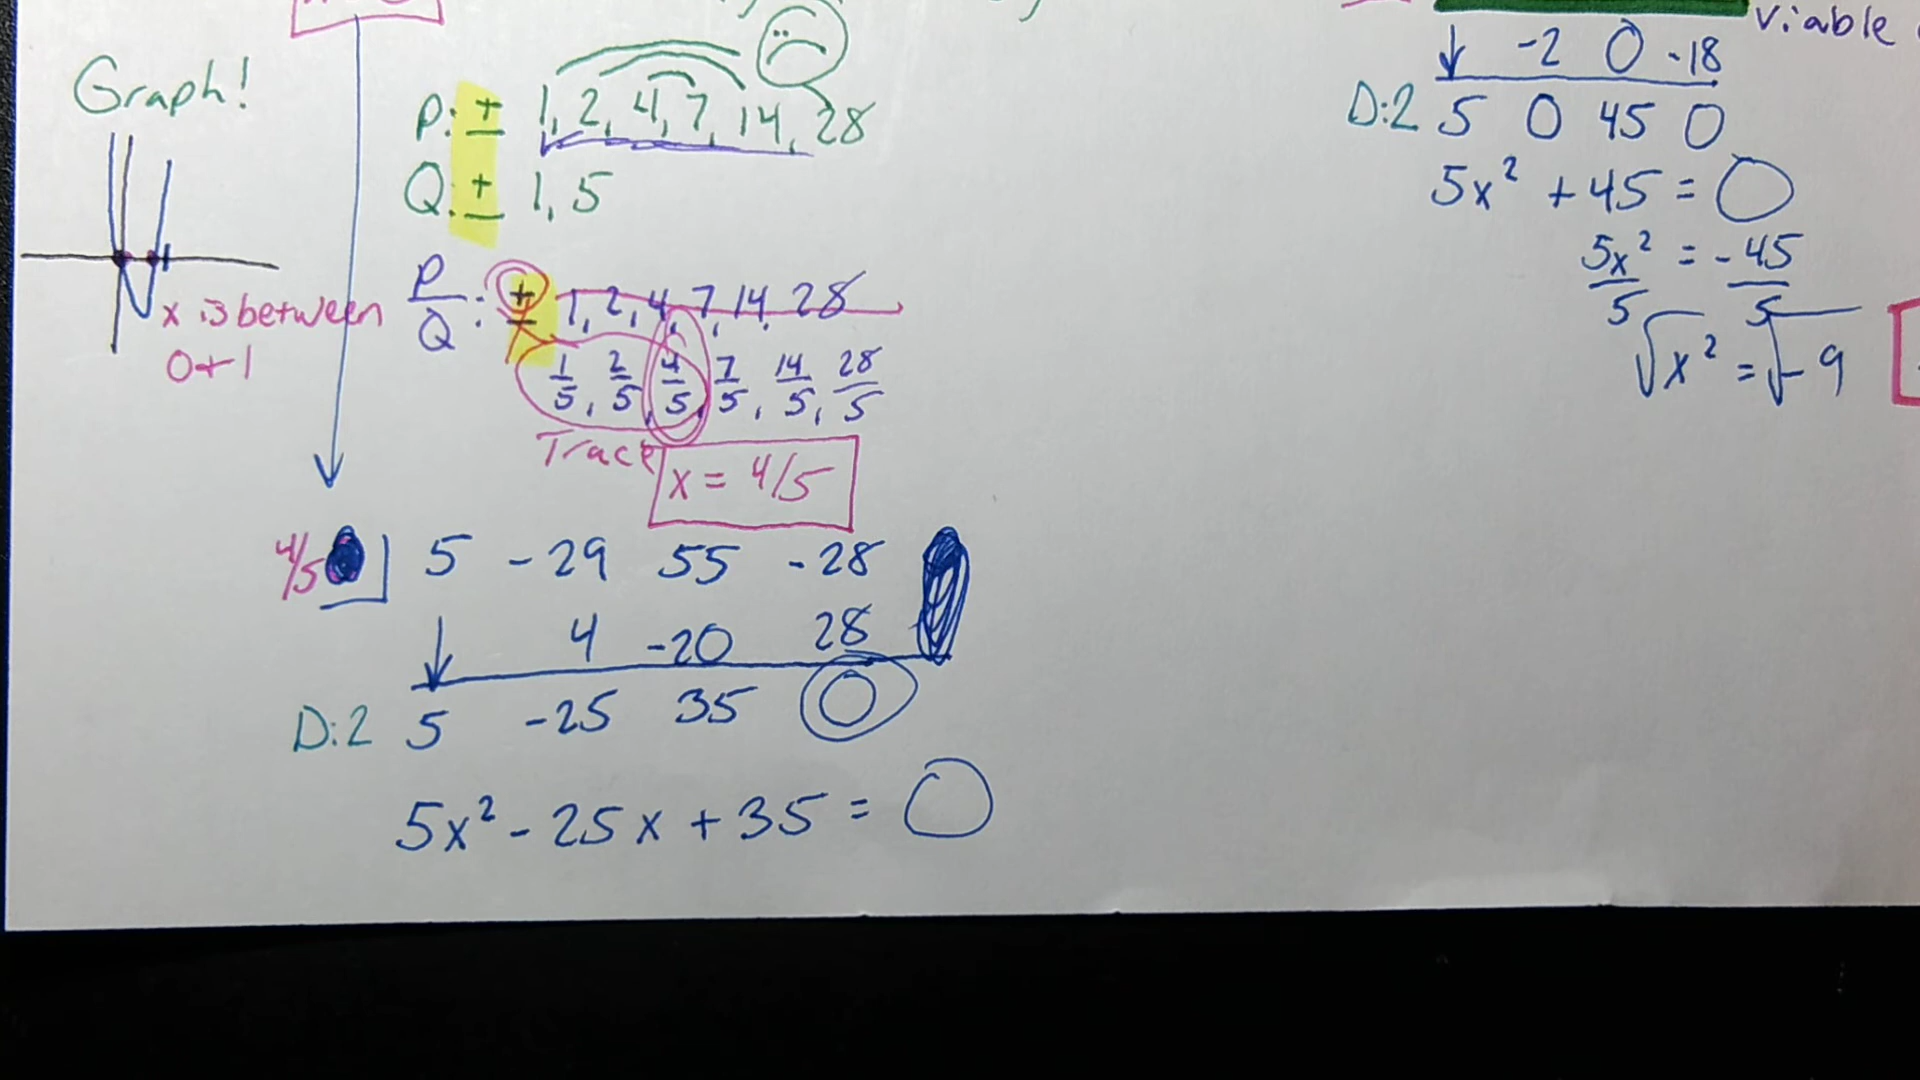 Graph!
P: ± 1, 2, 4, 7, 14, 28
Q: ± 1, 5
P/Q : ± 1, 2, 4, 7, 14, 28
1/5, 2/5, 4/5, 7/5, 14/5, 28/5
x is between
0 + 1
Trace
x = 4/5
4/5 5 -29 55 -28
4 -20 28
D:2 5 -25 35 0
5x² - 25x + 35 = 0
Viable
-2 0 -18
D:2 5 0 45 0
5x² + 45 = 0
5x²/5 = -45/5
√x² = √-9